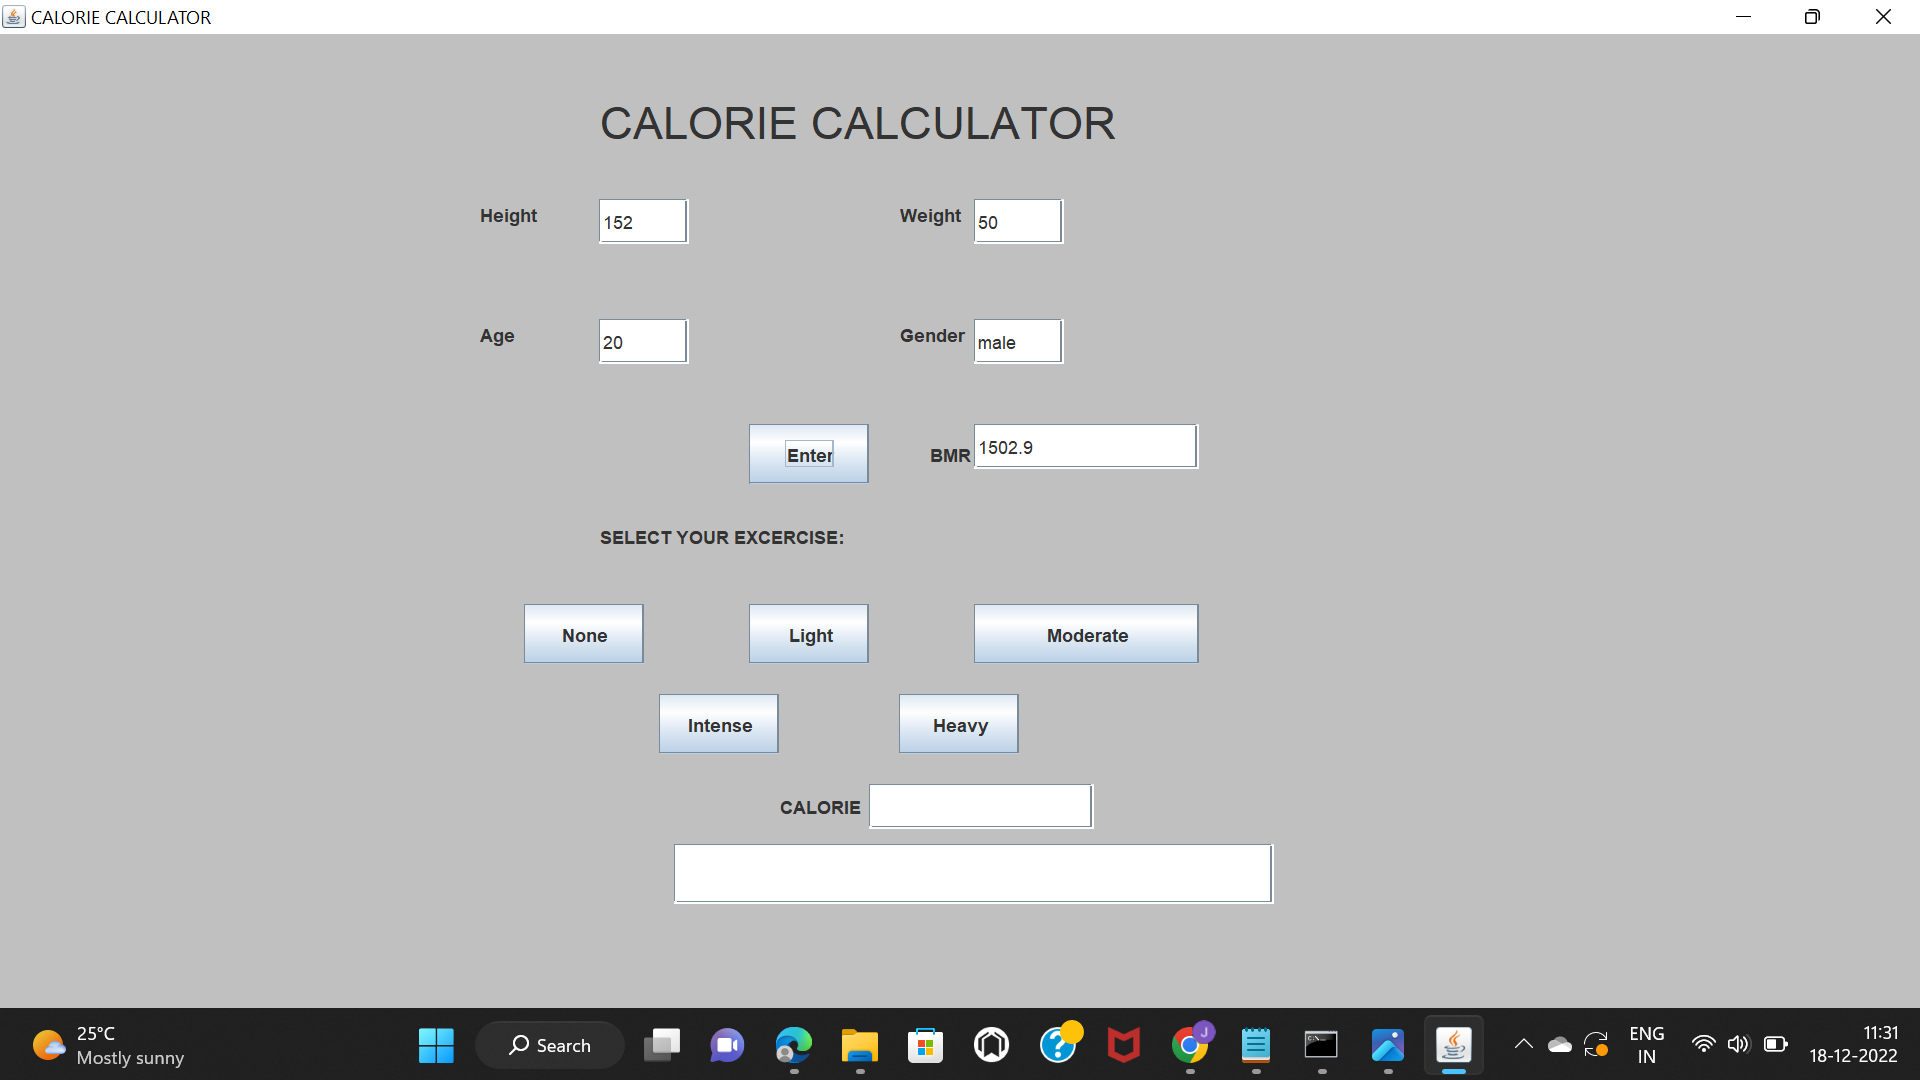 CALORIE CALCULATOR
CALORIE CALCULATOR
Height 152 Weight 50
Age 20 Gender male
Enter BMR 1502.9
SELECT YOUR EXCERCISE:
None Light Moderate
Intense Heavy
CALORIE
25°C
Mostly sunny
Search
J
ENG
IN
11:31
18-12-2022